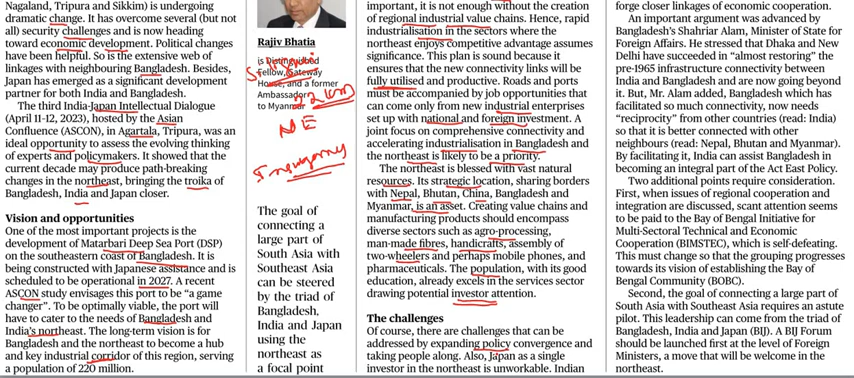 Nagaland, Tripura and Sikkim) is undergoing
dramatic change. It has overcome several (but not
all) security challenges and is now heading
toward economic development. Political changes
have been helpful. So is the extensive web of
linkages with neighbouring Bangladesh. Besides,
Japan has emerged as a significant development
partner for both India and Bangladesh.
The third India-Japan Intellectual Dialogue
(April 11-12, 2023), hosted by the Asian
Confluence (ASCON), in Agartala, Tripura, was an
ideal opportunity to assess the evolving thinking
of experts and policymakers. It showed that the
current decade may produce path-breaking
changes in the northeast, bringing the troika of
Bangladesh, India and Japan closer.
Vision and opportunities
One of the most important projects is the
development of Matarbari Deep Sea Port (DSP)
on the southeastern coast of Bangladesh. It is
being constructed with Japanese assistance and is
scheduled to be operational in 2027. A recent
ASCON study envisages this port to be “a game
changer”. To be optimally viable, the port will
have to cater to the needs of Bangladesh and
India’s northeast. The long-term vision is for
Bangladesh and the northeast to become a hub
and key industrial corridor of this region, serving
a population of 220 million.
Rajiv Bhatia
is Distinguished
Fellow, Gateway
House, and a former
Ambassador
to Myanmar
22 km
NE
Insurgency
The goal of
connecting a
large part of
South Asia with
Southeast Asia
can be steered
by the triad of
Bangladesh,
India and Japan
using the
northeast as
a focal point
important, it is not enough without the creation
of regional industrial value chains. Hence, rapid
industrialisation in the sectors where the
northeast enjoys competitive advantage assumes
significance. This plan is sound because it
ensures that the new connectivity links will be
fully utilised and productive. Roads and ports
must be accompanied by job opportunities that
can come only from new industrial enterprises
set up with national and foreign investment. A
joint focus on comprehensive connectivity and
accelerating industrialisation in Bangladesh and
the northeast is likely to be a priority.
The northeast is blessed with vast natural
resources. Its strategic location, sharing borders
with Nepal, Bhutan, China, Bangladesh and
Myanmar, is an asset. Creating value chains and
manufacturing products should encompass
diverse sectors such as agro-processing,
man-made fibres, handicrafts, assembly of
two-wheelers and perhaps mobile phones, and
pharmaceuticals. The population, with its good
education, already excels in the services sector
drawing potential investor attention.
The challenges
Of course, there are challenges that can be
addressed by expanding policy convergence and
taking people along. Also, Japan as a single
investor in the northeast is unworkable. Indian
forge closer linkages of economic cooperation.
An important argument was advanced by
Bangladesh’s Shahriar Alam, Minister of State for
Foreign Affairs. He stressed that Dhaka and New
Delhi have succeeded in “almost restoring” the
pre-1965 infrastructure connectivity between
India and Bangladesh and are now going beyond
it. But, Mr. Alam added, Bangladesh which has
facilitated so much connectivity, now needs
“reciprocity” from other countries (read: India)
so that it is better connected with other
neighbours (read: Nepal, Bhutan and Myanmar).
By facilitating it, India can assist Bangladesh in
becoming an integral part of the Act East Policy.
Two additional points require consideration.
First, when issues of regional cooperation and
integration are discussed, scant attention seems
to be paid to the Bay of Bengal Initiative for
Multi-Sectoral Technical and Economic
Cooperation (BIMSTEC), which is self-defeating.
This must change so that the grouping progresses
towards its vision of establishing the Bay of
Bengal Community (BOBC).
Second, the goal of connecting a large part of
South Asia with Southeast Asia requires an astute
pilot. This leadership can come from the triad of
Bangladesh, India and Japan (BIJ). A BIJ Forum
should be launched first at the level of Foreign
Ministers, a move that will be welcome in the
northeast.